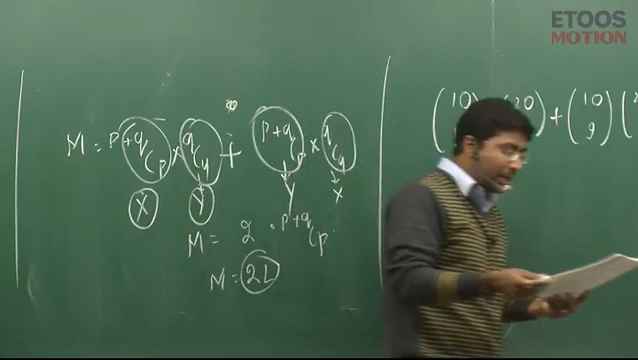 ETOOS
MOTION
M = p+qCp × qCq + p+qCp × qCq
X Y Y X
M = 2 · p+qCp
M = 2L
(10 (20) + (10 9)